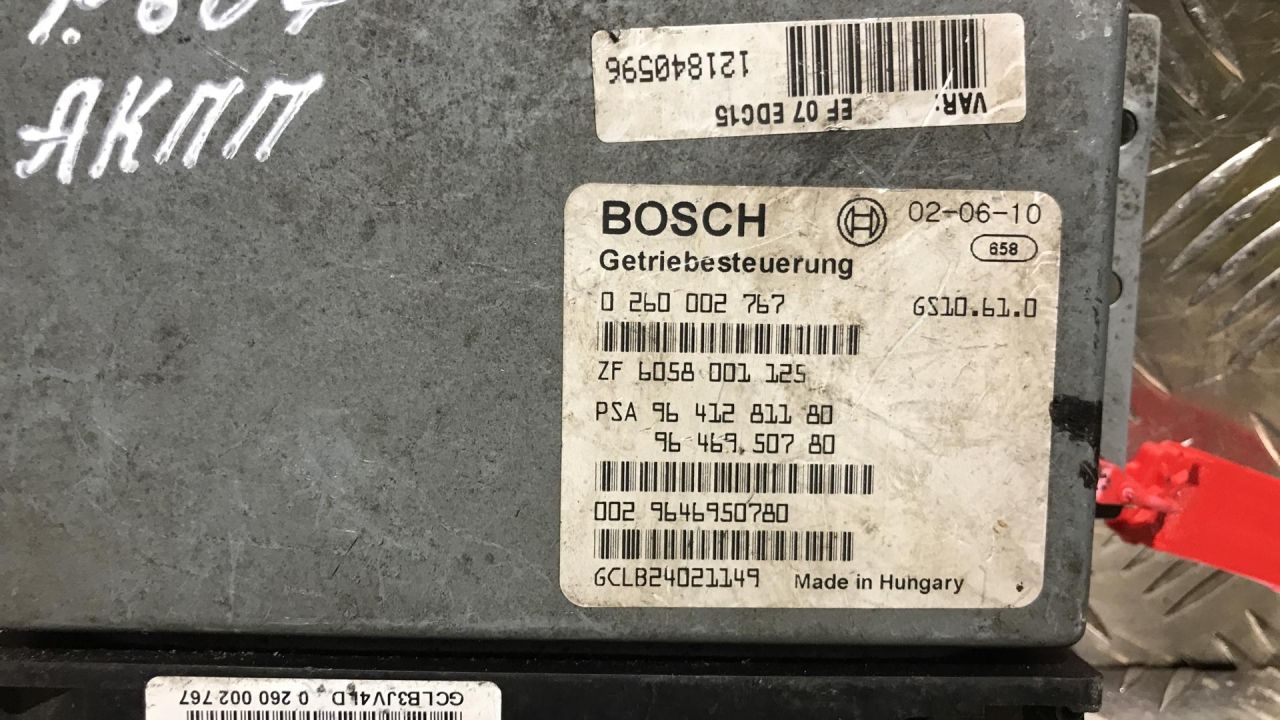 P. 607
АКПП
121840596
VAR: EF 07 EDC15
BOSCH 02-06-10
658
Getriebesteuerung
0 260 002 767 GS10.61.0
ZF 6058 001 125
PSA 96 412 811 80
96 469.507 80
002 9646950780
GCLB24021149 Made in Hungary
GCLB3JV4LD 0 260 002 767